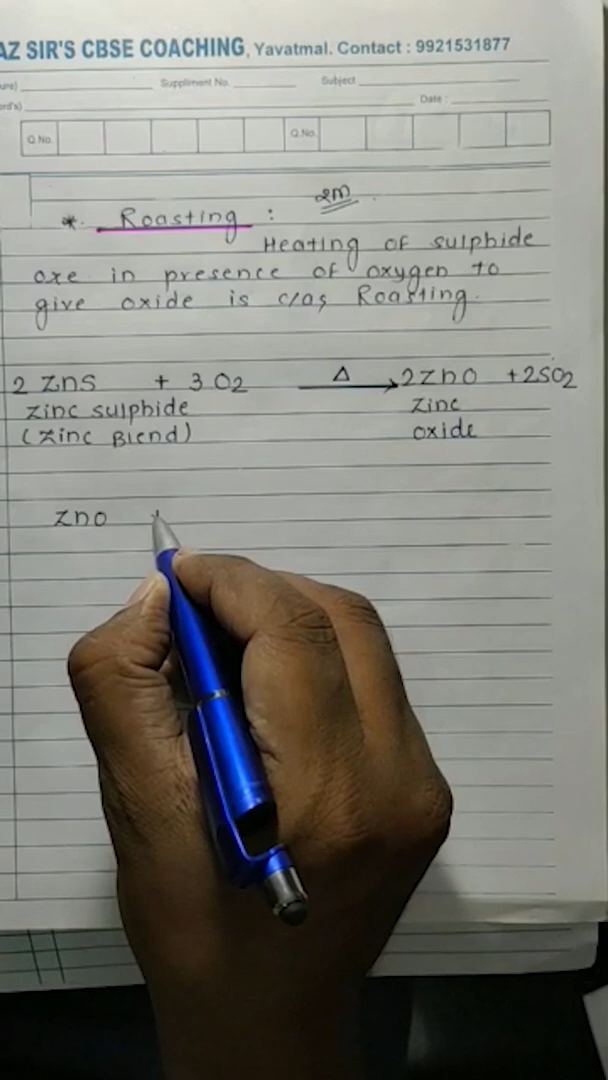 AZ SIR'S CBSE COACHING, Yavatmal. Contact : 9921531877
Suppliment No. Subject
Date :
Q.No. Q.No.
2m
*. Roasting :
Heating of sulphide
ore in presence of oxygen to
give oxide is c/as Roasting.
2 ZnS + 3 O2 Δ → 2ZnO + 2SO2
Zinc sulphide Zinc
(Zinc Blend) oxide
ZnO +